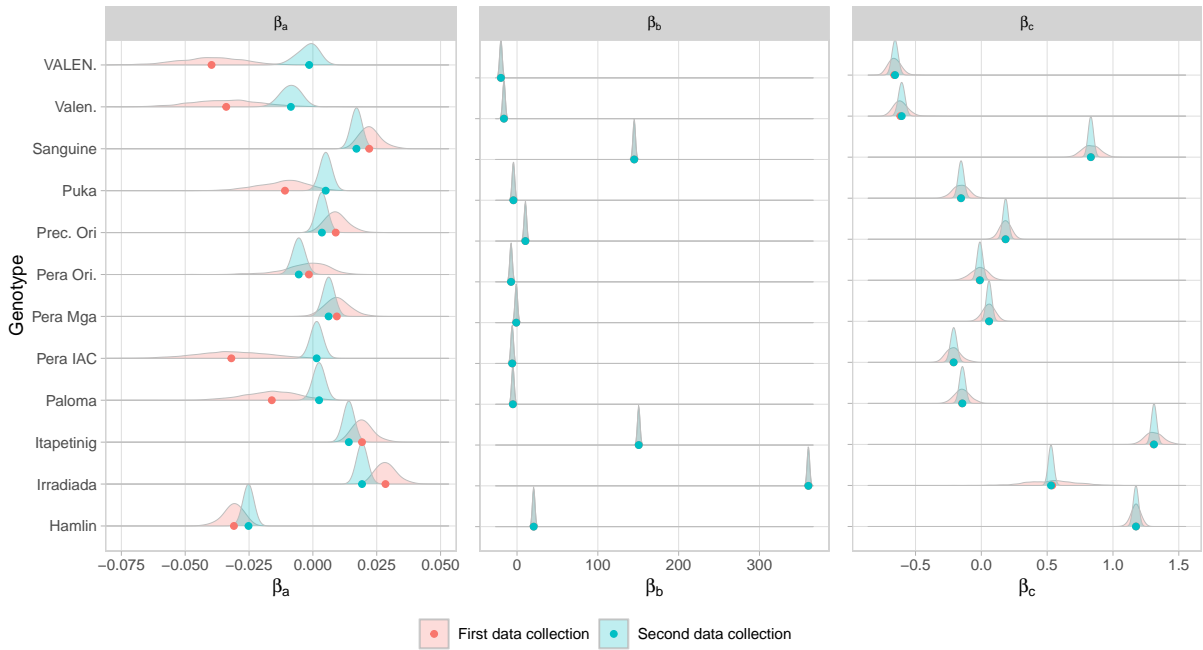 βa
βb
βc
Genotype
VALEN.
Valen.
Sanguine
Puka
Prec. Ori
Pera Ori.
Pera Mga
Pera IAC
Paloma
Itapetinig
Irradiada
Hamlin
−0.075 −0.050 −0.025 0.000 0.025 0.050
0 100 200 300
−0.5 0.0 0.5 1.0 1.5
βa
βb
βc
First data collection
Second data collection